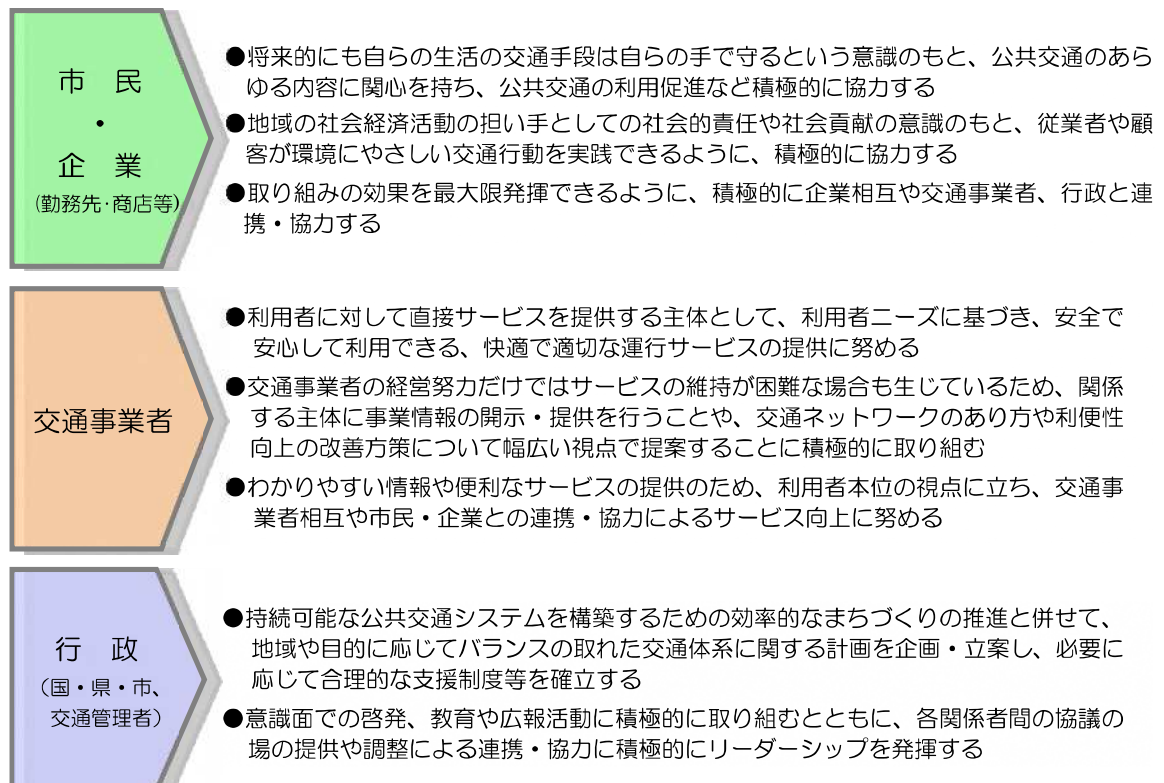 市　民
・
企　業
(勤務先・商店等)
●将来的にも自らの生活の交通手段は自らの手で守るという意識のもと、公共交通のあら
ゆる内容に関心を持ち、公共交通の利用促進など積極的に協力する
●地域の社会経済活動の担い手としての社会的責任や社会貢献の意識のもと、従業者や顧
客が環境にやさしい交通行動を実践できるように、積極的に協力する
●取り組みの効果を最大限発揮できるように、積極的に企業相互や交通事業者、行政と連
携・協力する
交通事業者
●利用者に対して直接サービスを提供する主体として、利用者ニーズに基づき、安全で
安心して利用できる、快適で適切な運行サービスの提供に努める
●交通事業者の経営努力だけではサービスの維持が困難な場合も生じているため、関係
する主体に事業情報の開示・提供を行うことや、交通ネットワークのあり方や利便性
向上の改善方策について幅広い視点で提案することに積極的に取り組む
●わかりやすい情報や便利なサービスの提供のため、利用者本位の視点に立ち、交通事
業者相互や市民・企業との連携・協力によるサービス向上に努める
行　政
（国・県・市、
交通管理者）
●持続可能な公共交通システムを構築するための効率的なまちづくりの推進と併せて、
地域や目的に応じてバランスの取れた交通体系に関する計画を企画・立案し、必要に
応じて合理的な支援制度等を確立する
●意識面での啓発、教育や広報活動に積極的に取り組むとともに、各関係者間の協議の
場の提供や調整による連携・協力に積極的にリーダーシップを発揮する